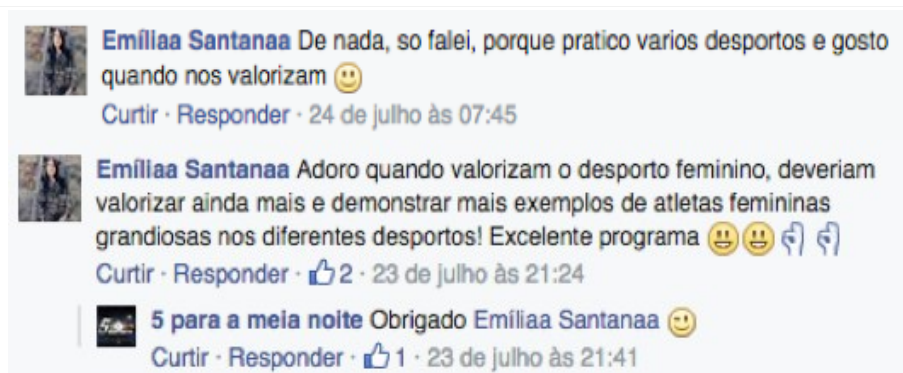 Emíliaa Santanaa De nada, so falei, porque pratico varios desportos e gosto
quando nos valorizam
Curtir · Responder · 24 de julho às 07:45
Emíliaa Santanaa Adoro quando valorizam o desporto feminino, deveriam
valorizar ainda mais e demonstrar mais exemplos de atletas femininas
grandiosas nos diferentes desportos! Excelente programa
Curtir · Responder · 2 · 23 de julho às 21:24
5 para a meia noite Obrigado Emíliaa Santanaa
Curtir · Responder · 1 · 23 de julho às 21:41